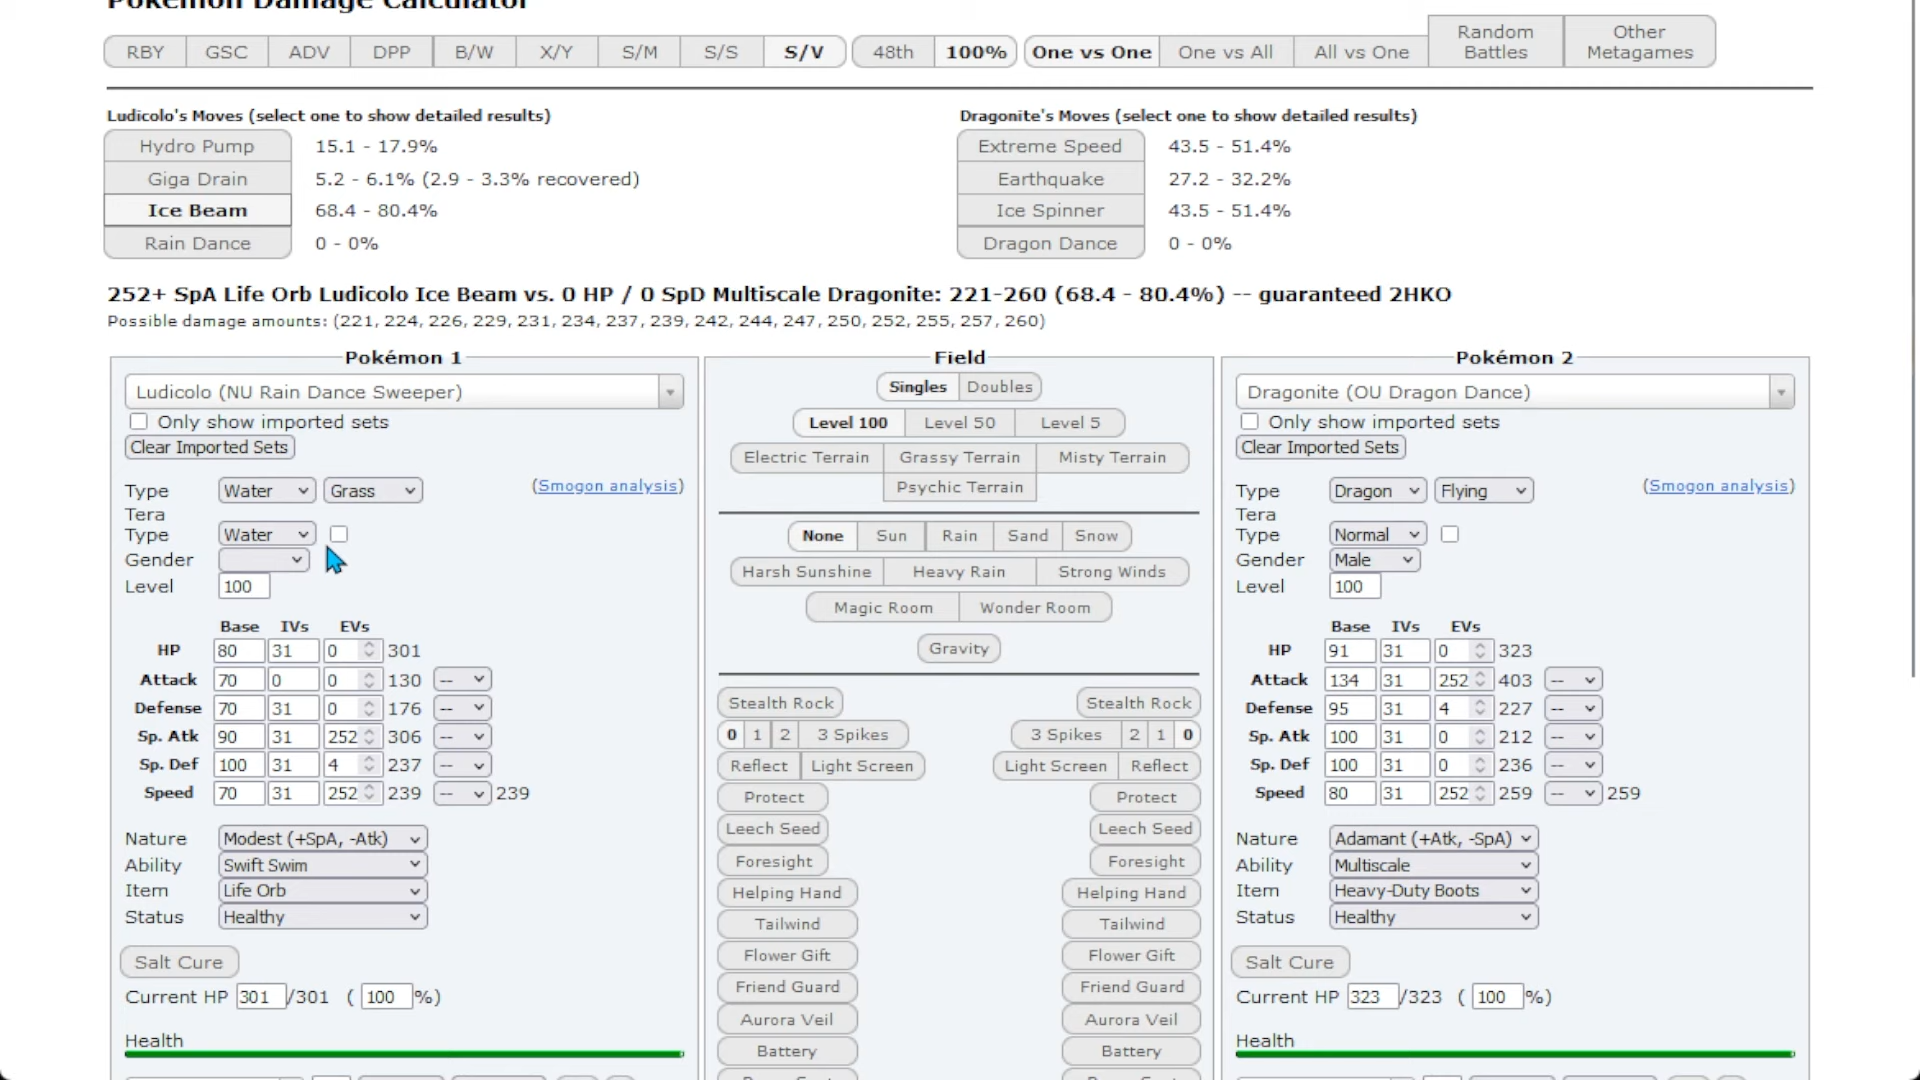 Pokémon Damage Calculator
RBY GSC ADV DPP B/W X/Y S/M S/S S/V 48th 100% One vs One One vs All All vs One Random Battles Other Metagames
Ludicolo's Moves (select one to show detailed results) Dragonite's Moves (select one to show detailed results)
Hydro Pump 15.1 - 17.9% Extreme Speed 43.5 - 51.4%
Giga Drain 5.2 - 6.1% (2.9 - 3.3% recovered) Earthquake 27.2 - 32.2%
Ice Beam 68.4 - 80.4% Ice Spinner 43.5 - 51.4%
Rain Dance 0 - 0% Dragon Dance 0 - 0%
252+ SpA Life Orb Ludicolo Ice Beam vs. 0 HP / 0 SpD Multiscale Dragonite: 221-260 (68.4 - 80.4%) -- guaranteed 2HKO
Possible damage amounts: (221, 224, 226, 229, 231, 234, 237, 239, 242, 244, 247, 250, 252, 255, 257, 260)
Pokémon 1
Ludicolo (NU Rain Dance Sweeper)
Only show imported sets
Clear Imported Sets
Type Water Grass (Smogon analysis)
Tera
Type Water
Gender
Level 100
Base IVs EVs
HP 80 31 0 301
Attack 70 0 0 130 --
Defense 70 31 0 176 --
Sp. Atk 90 31 252 306 --
Sp. Def 100 31 4 237 --
Speed 70 31 252 239 -- 239
Nature Modest (+SpA, -Atk)
Ability Swift Swim
Item Life Orb
Status Healthy
Salt Cure
Current HP 301 /301 ( 100 %)
Health
Field
Singles Doubles
Level 100 Level 50 Level 5
Electric Terrain Grassy Terrain Misty Terrain
Psychic Terrain
None Sun Rain Sand Snow
Harsh Sunshine Heavy Rain Strong Winds
Magic Room Wonder Room
Gravity
Stealth Rock Stealth Rock
0 1 2 3 Spikes 3 Spikes 2 1 0
Reflect Light Screen Light Screen Reflect
Protect Protect
Leech Seed Leech Seed
Foresight Foresight
Helping Hand Helping Hand
Tailwind Tailwind
Flower Gift Flower Gift
Friend Guard Friend Guard
Aurora Veil Aurora Veil
Battery Battery
Pokémon 2
Dragonite (OU Dragon Dance)
Only show imported sets
Clear Imported Sets
Type Dragon Flying (Smogon analysis)
Tera
Type Normal
Gender Male
Level 100
Base IVs EVs
HP 91 31 0 323
Attack 134 31 252 403 --
Defense 95 31 4 227 --
Sp. Atk 100 31 0 212 --
Sp. Def 100 31 0 236 --
Speed 80 31 252 259 -- 259
Nature Adamant (+Atk, -SpA)
Ability Multiscale
Item Heavy-Duty Boots
Status Healthy
Salt Cure
Current HP 323 /323 ( 100 %)
Health